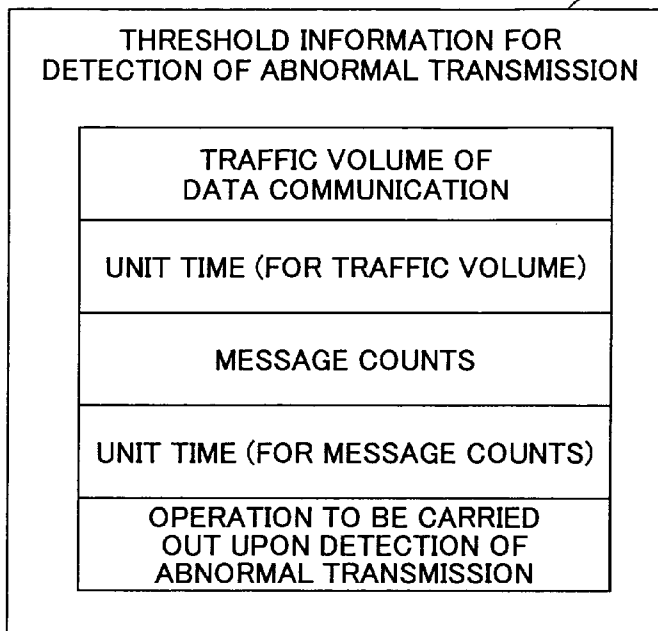 THRESHOLD INFORMATION FOR
DETECTION OF ABNORMAL TRANSMISSION
TRAFFIC VOLUME OF
DATA COMMUNICATION
UNIT TIME (FOR TRAFFIC VOLUME)
MESSAGE COUNTS
UNIT TIME (FOR MESSAGE COUNTS)
OPERATION TO BE CARRIED
OUT UPON DETECTION OF
ABNORMAL TRANSMISSION